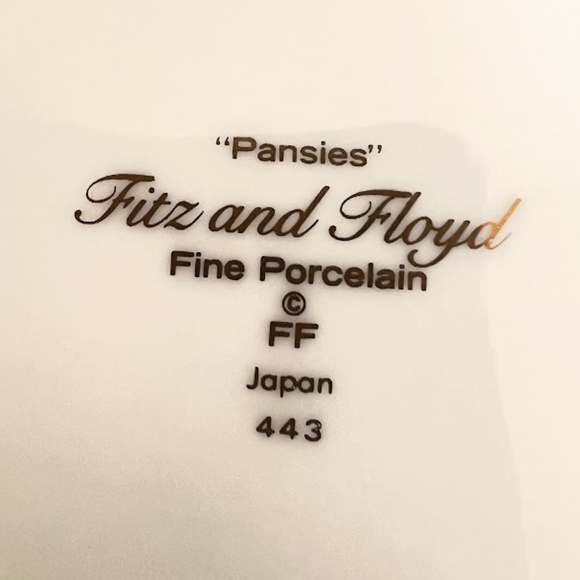 “Pansies”
Fitz and Floyd
Fine Porcelain
©
FF
Japan
443